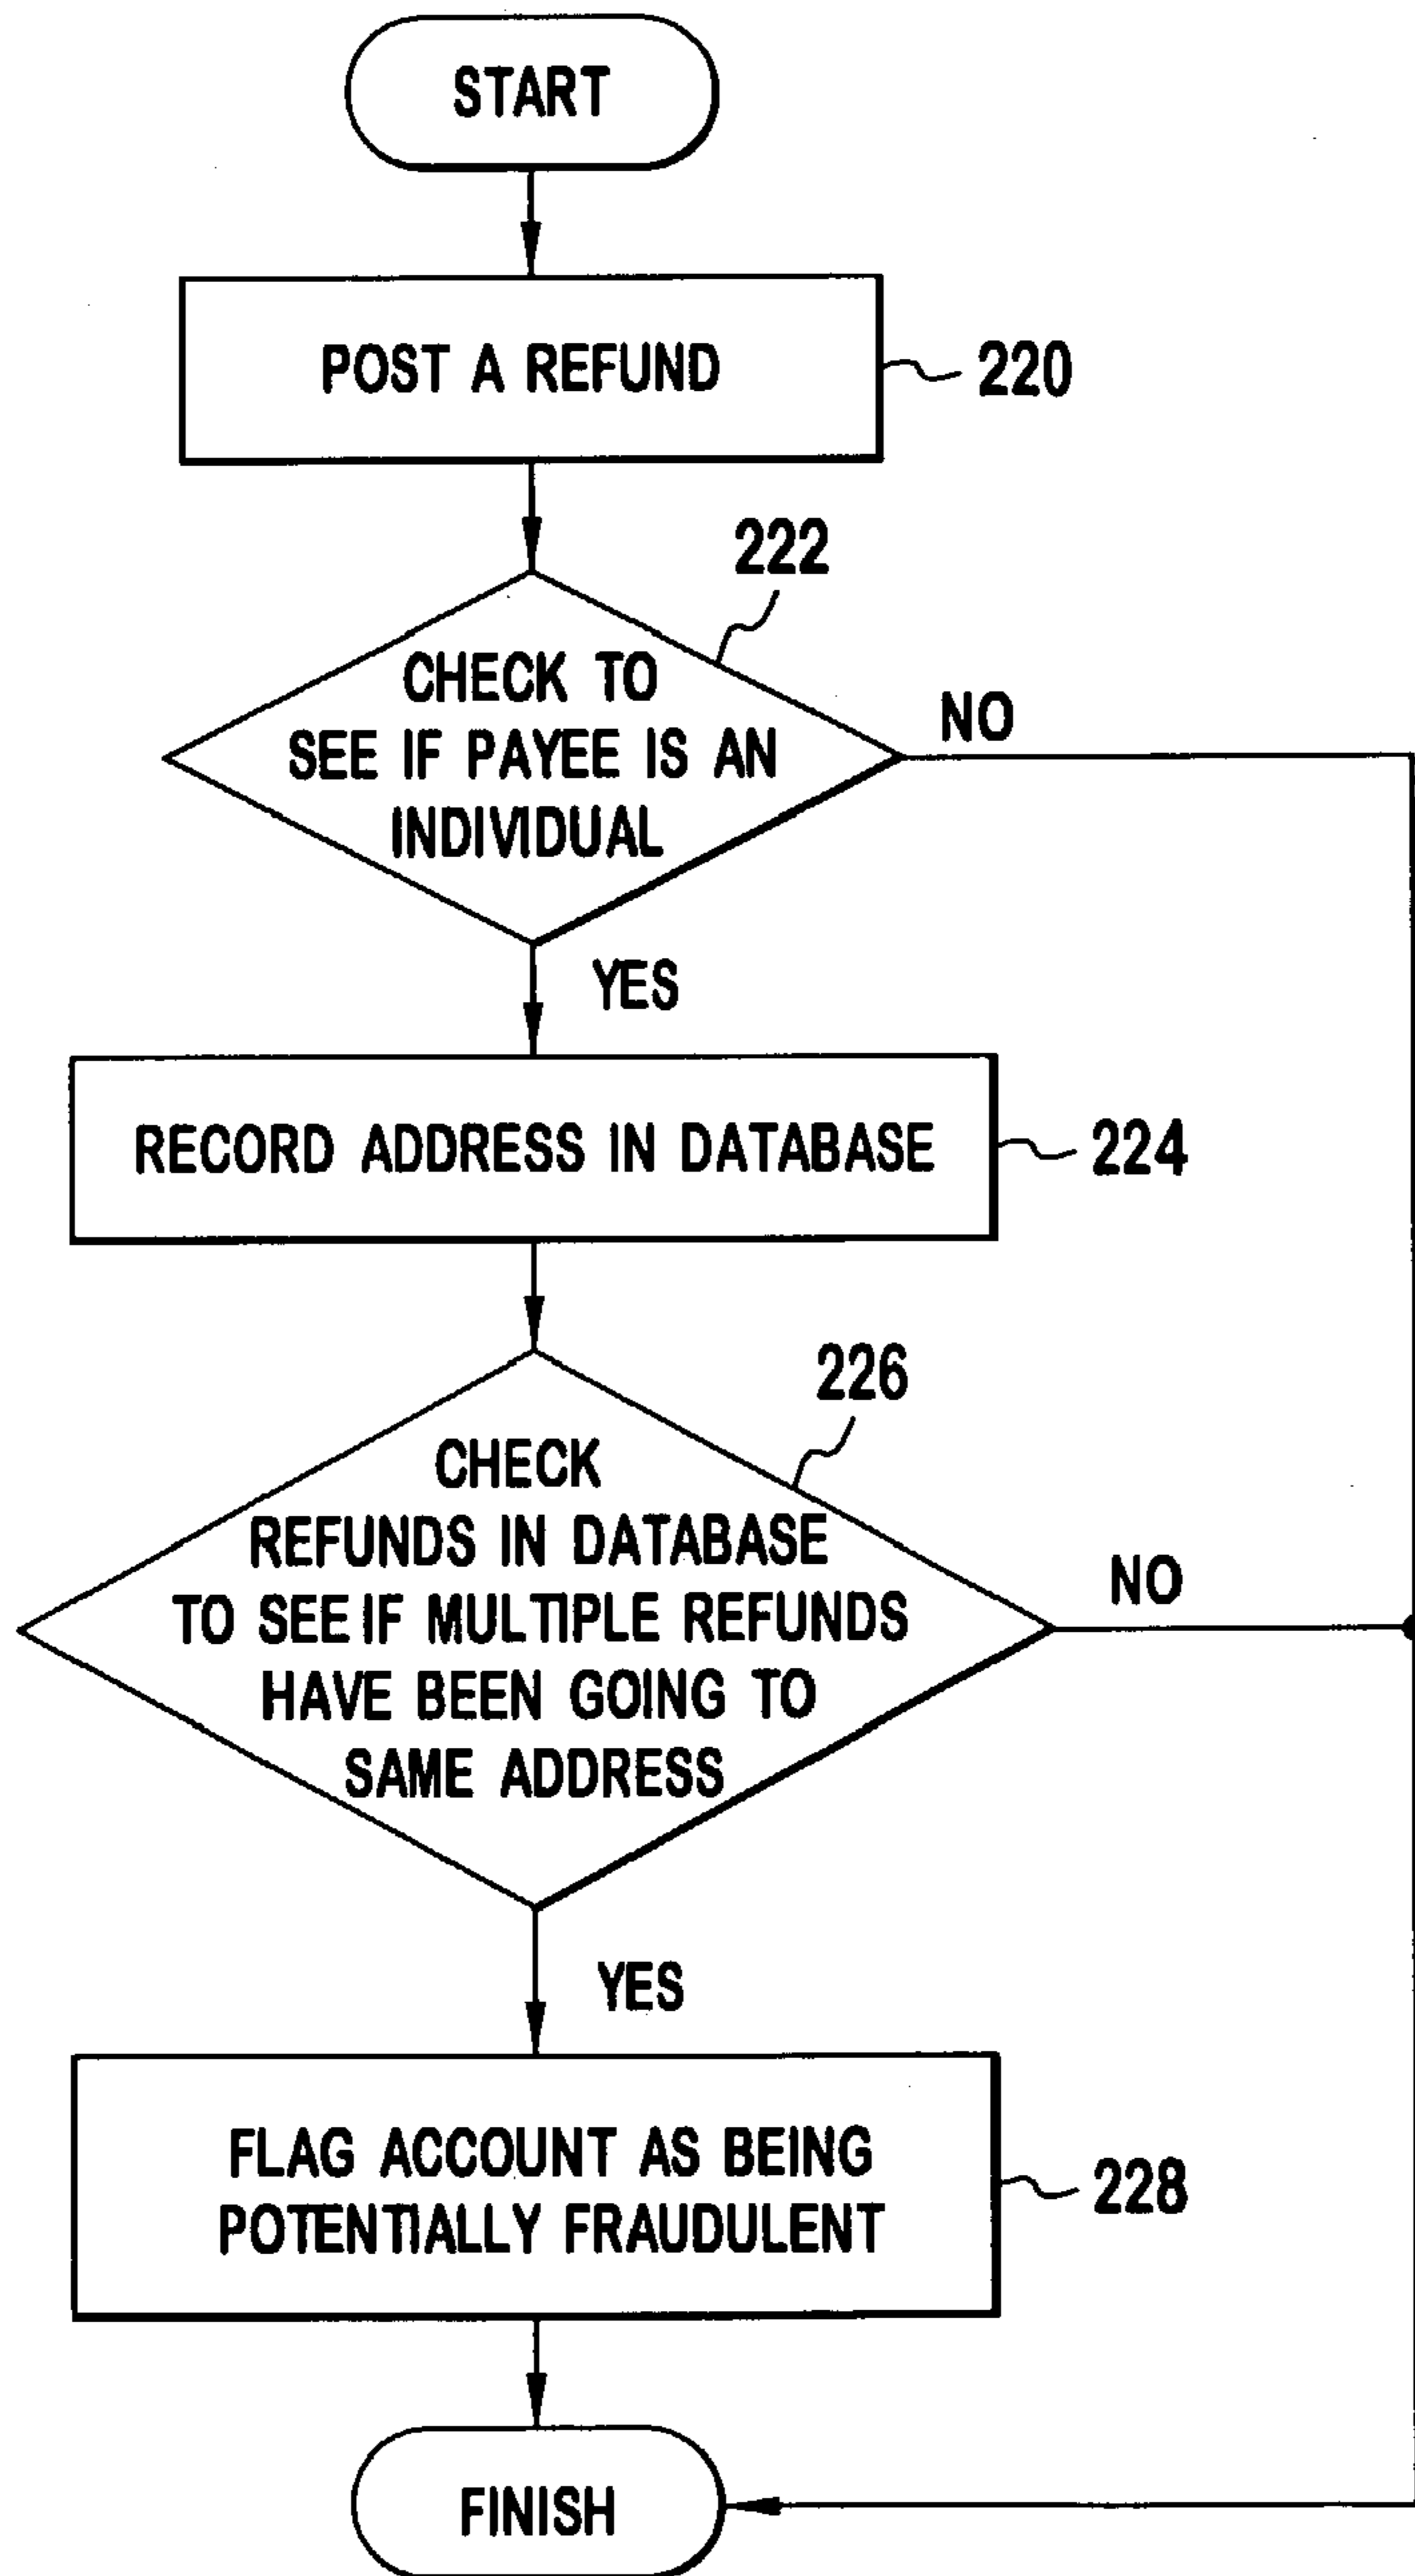 START
POST A REFUND
220
222
CHECK TO
SEE IF PAYEE IS AN
INDIVIDUAL
NO
YES
RECORD ADDRESS IN DATABASE
224
226
CHECK
REFUNDS IN DATABASE
TO SEE IF MULTIPLE REFUNDS
HAVE BEEN GOING TO
SAME ADDRESS
NO
YES
FLAG ACCOUNT AS BEING
POTENTIALLY FRAUDULENT
228
FINISH